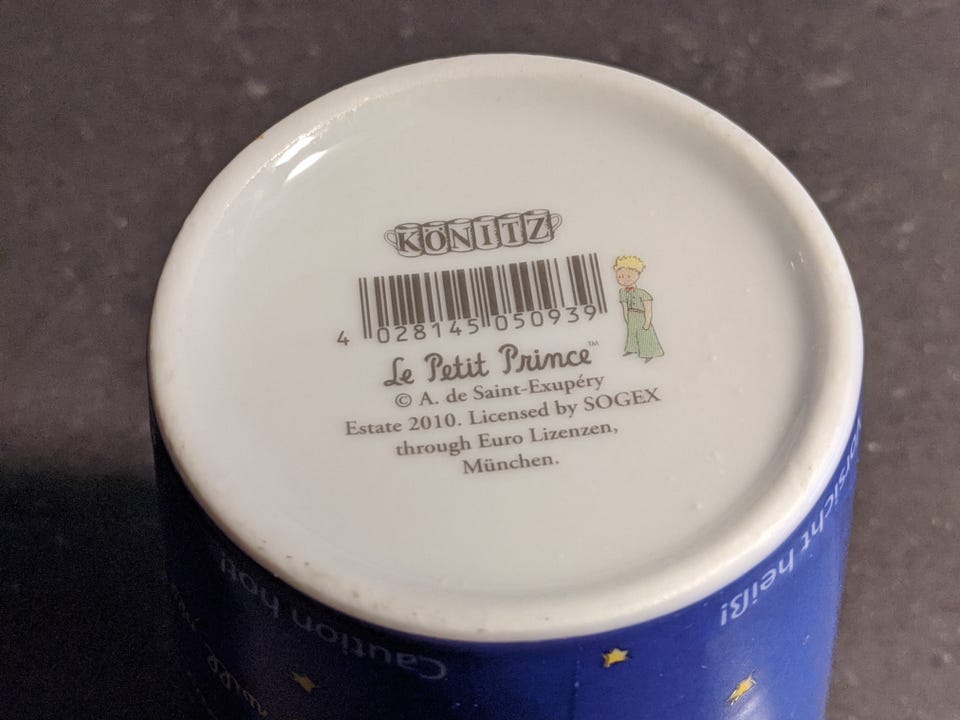 KÖNITZ
4 028145 050939
Le Petit Prince™
© A. de Saint-Exupéry
Estate 2010. Licensed by SOGEX
through Euro Lizenzen,
München.
Vorsicht heiß!
Caution hot!